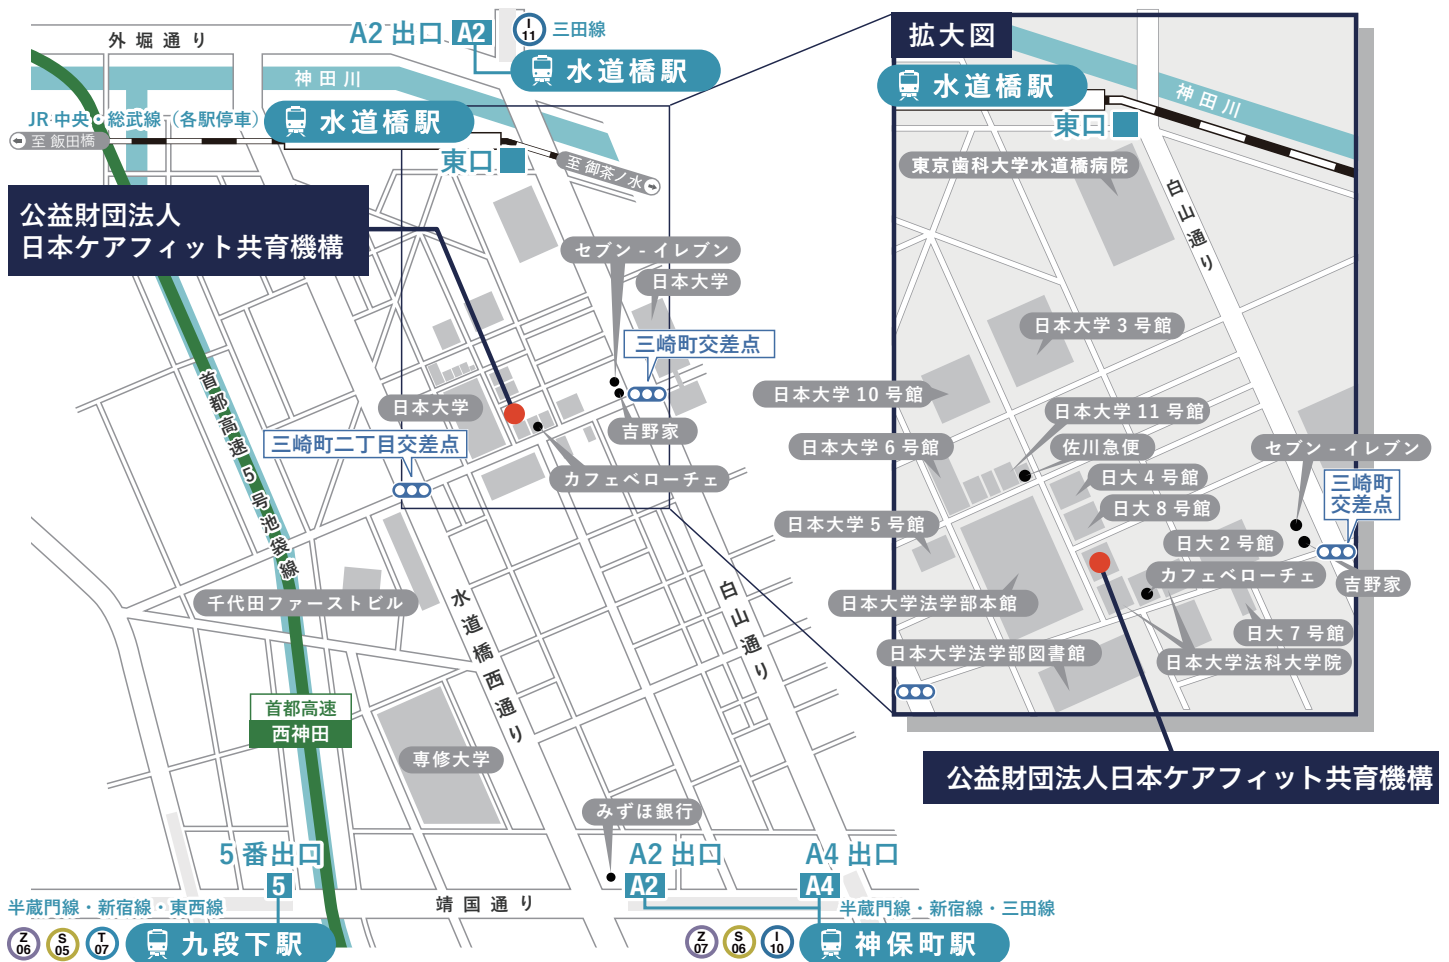 外堀通り
A2 出口 A2
I 11 三田線
水道橋駅
神田川
JR 中央・総武線（各駅停車）
水道橋駅
至 飯田橋
東口
至 御茶ノ水
公益財団法人
日本ケアフィット共育機構
セブン - イレブン
日本大学
三崎町交差点
日本大学
吉野家
三崎町二丁目交差点
カフェベローチェ
首都高速5号池袋線
千代田ファーストビル
水道橋西通り
白山通り
首都高速
西神田
専修大学
みずほ銀行
5 番出口
5
A2 出口
A2
A4 出口
A4
靖国通り
半蔵門線・新宿線・東西線
Z 06
S 05
T 07
九段下駅
半蔵門線・新宿線・三田線
Z 07
S 06
I 10
神保町駅
拡大図
水道橋駅
神田川
東口
東京歯科大学水道橋病院
白山通り
日本大学 3 号館
日本大学 10 号館
日本大学 11 号館
日本大学 6 号館
佐川急便
セブン - イレブン
日大 4 号館
三崎町
交差点
日大 8 号館
日本大学 5 号館
日大 2 号館
カフェベローチェ
吉野家
日本大学法学部本館
日大 7 号館
日本大学法学部図書館
日本大学法科大学院
公益財団法人日本ケアフィット共育機構